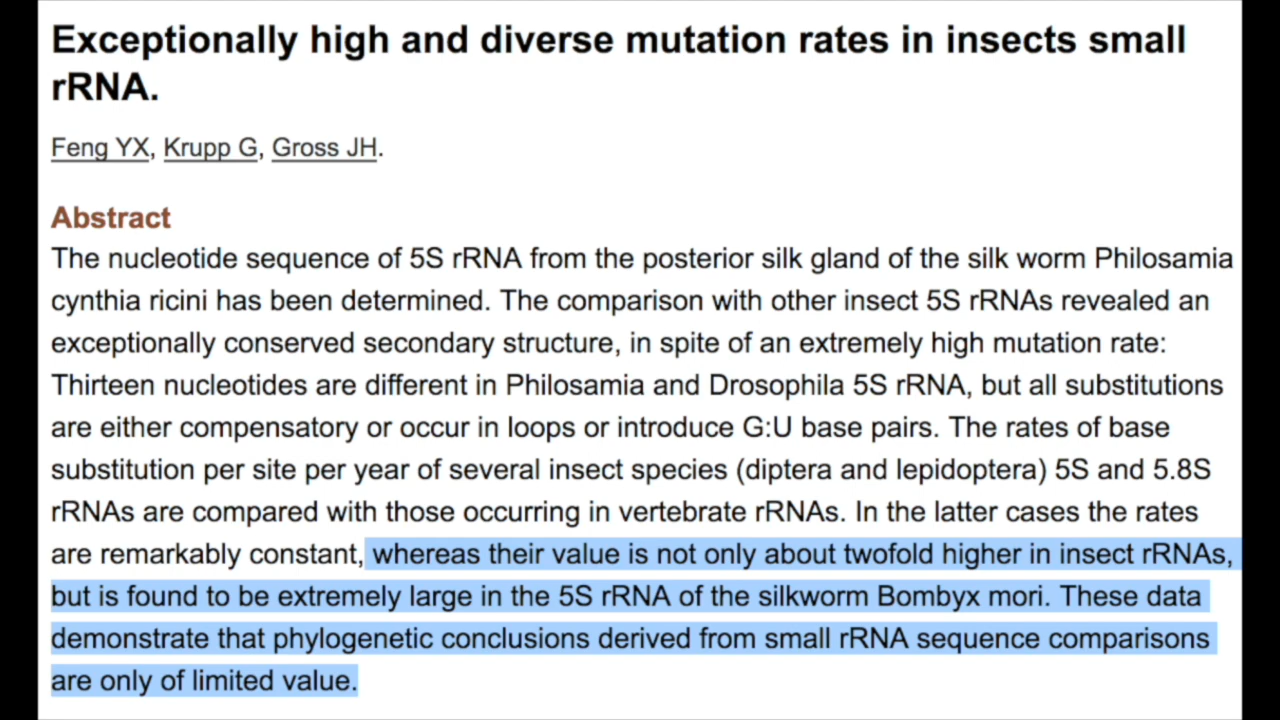 Exceptionally high and diverse mutation rates in insects small
rRNA.
Feng YX, Krupp G, Gross JH.
Abstract
The nucleotide sequence of 5S rRNA from the posterior silk gland of the silk worm Philosamia
cynthia ricini has been determined. The comparison with other insect 5S rRNAs revealed an
exceptionally conserved secondary structure, in spite of an extremely high mutation rate:
Thirteen nucleotides are different in Philosamia and Drosophila 5S rRNA, but all substitutions
are either compensatory or occur in loops or introduce G:U base pairs. The rates of base
substitution per site per year of several insect species (diptera and lepidoptera) 5S and 5.8S
rRNAs are compared with those occurring in vertebrate rRNAs. In the latter cases the rates
are remarkably constant, whereas their value is not only about twofold higher in insect rRNAs,
but is found to be extremely large in the 5S rRNA of the silkworm Bombyx mori. These data
demonstrate that phylogenetic conclusions derived from small rRNA sequence comparisons
are only of limited value.